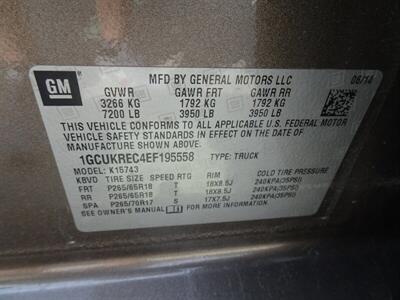 GM
MFD BY GENERAL MOTORS LLC 06/14
GVWR GAWR FRT GAWR RR
3266 KG 1792 KG 1792 KG
7200 LB 3950 LB 3950 LB
THIS VEHICLE CONFORMS TO ALL APPLICABLE U.S. FEDERAL MOTOR
VEHICLE SAFETY STANDARDS IN EFFECT ON THE DATE OF
MANUFACTURE SHOWN ABOVE.
1GCUKREC4EF195558 TYPE: TRUCK
MODEL: K15743
KBVD TIRE SIZE SPEED RTG RIM COLD TIRE PRESSURE
FRT P265/65R18 T 18X8.5J 240KPA(35PSI)
RR P265/65R18 T 18X8.5J 240KPA(35PSI)
SPA P265/70R17 S 17X7.5J 240KPA(35PSI)
SEE OWNERS MANUAL FOR MORE INFORMATION